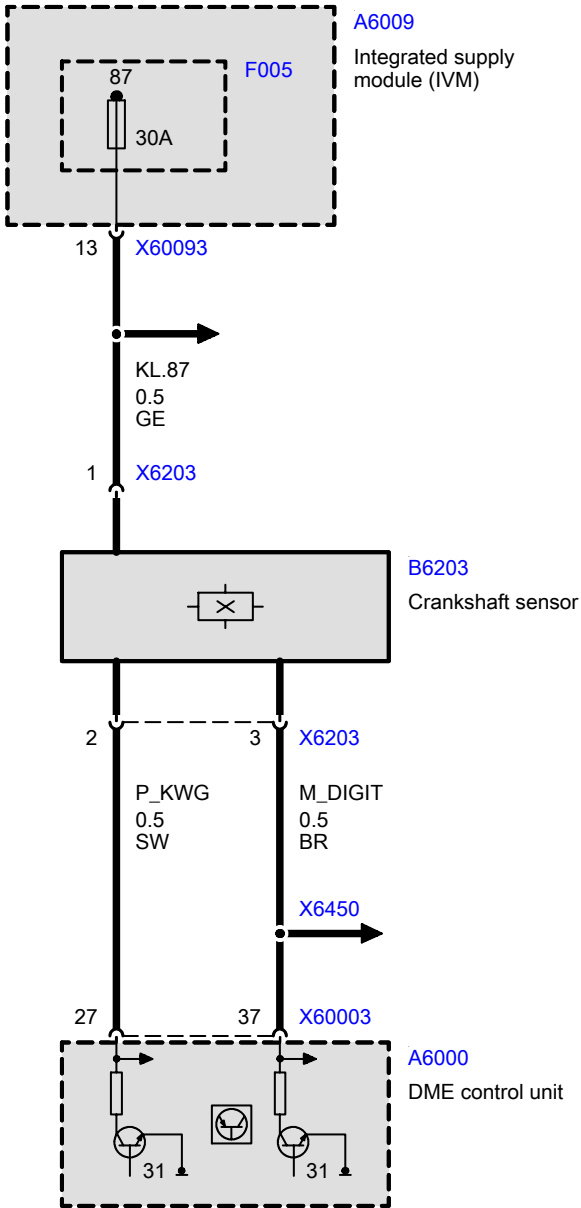 A6009
Integrated supply
module (IVM)
F005
87
30A
13 X60093
KL.87
0.5
GE
1 X6203
B6203
Crankshaft sensor
2 3 X6203
P_KWG M_DIGIT
0.5 0.5
SW BR
X6450
27 37 X60003
A6000
DME control unit
31 31